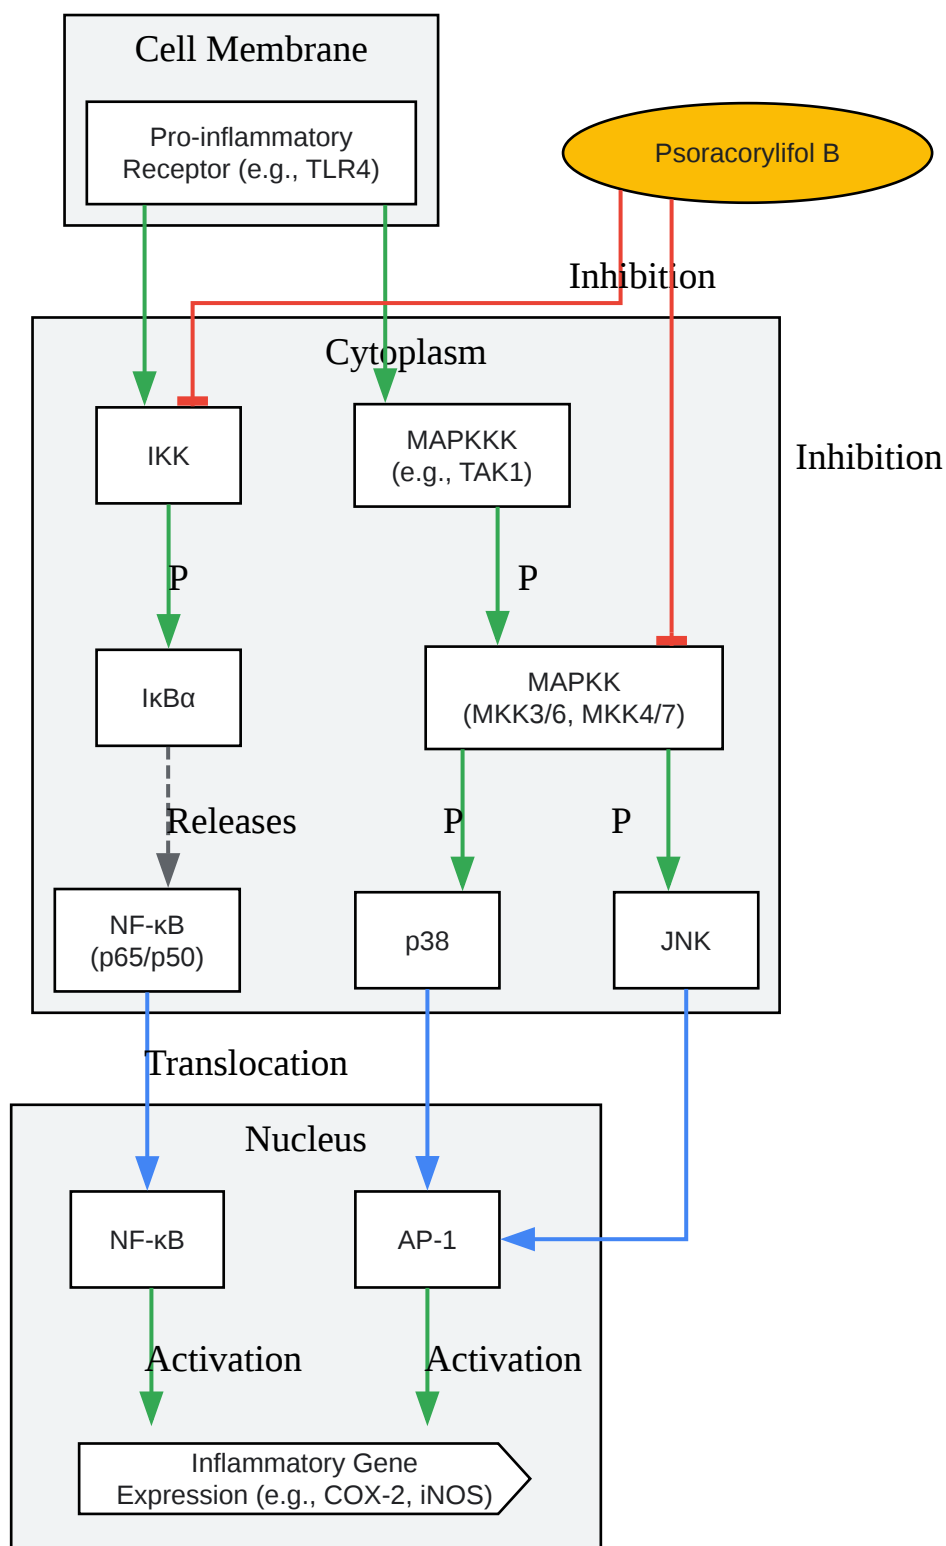 Cell Membrane
Pro-inflammatory
Receptor (e.g., TLR4)
Psoracorylifol B
Inhibition
Cytoplasm
IKK
MAPKKK
(e.g., TAK1)
Inhibition
P
P
IκBα
MAPKK
(MKK3/6, MKK4/7)
Releases
P
P
NF-κB
(p65/p50)
p38
JNK
Translocation
Nucleus
NF-κB
AP-1
Activation
Activation
Inflammatory Gene
Expression (e.g., COX-2, iNOS)